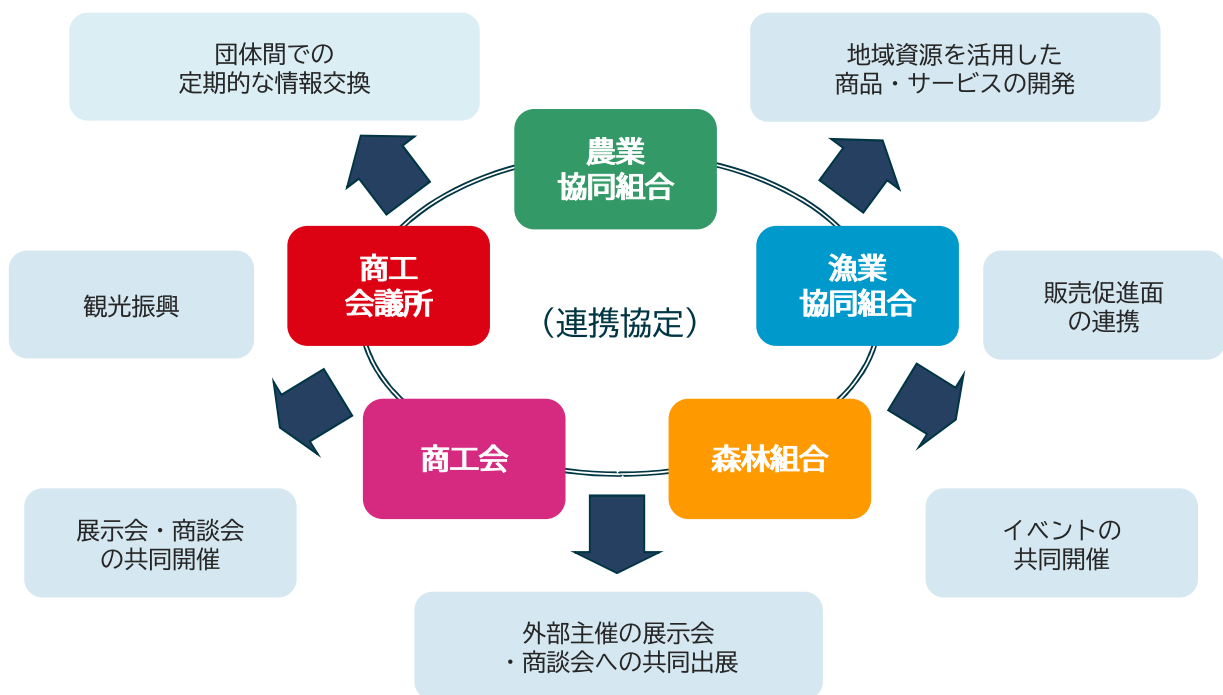 団体間での
定期的な情報交換
地域資源を活用した
商品・サービスの開発
農業
協同組合
商工
会議所
漁業
協同組合
観光振興
(連携協定)
販売促進面
の連携
商工会
森林組合
展示会・商談会
の共同開催
イベントの
共同開催
外部主催の展示会
・商談会への共同出展